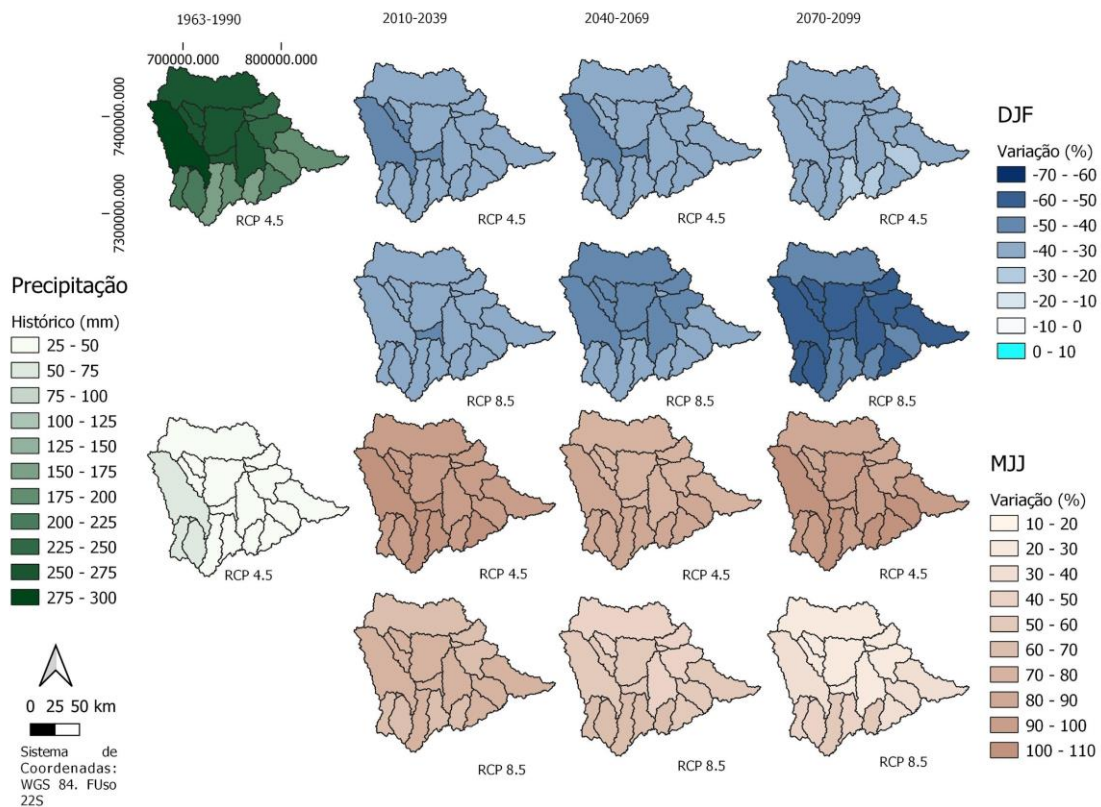 1963-1990
2010-2039
2040-2069
2070-2099
700000.000
800000.000
7400000.000
7300000.000
RCP 4.5
RCP 4.5
RCP 4.5
RCP 4.5
DJF
Variação (%)
-70 - -60
-60 - -50
-50 - -40
-40 - -30
-30 - -20
-20 - -10
-10 - 0
0 - 10
RCP 8.5
RCP 8.5
RCP 8.5
Precipitação
Histórico (mm)
25 - 50
50 - 75
75 - 100
100 - 125
125 - 150
150 - 175
175 - 200
200 - 225
225 - 250
250 - 275
275 - 300
RCP 4.5
RCP 4.5
RCP 4.5
RCP 4.5
MJJ
Variação (%)
10 - 20
20 - 30
30 - 40
40 - 50
50 - 60
60 - 70
70 - 80
80 - 90
90 - 100
100 - 110
RCP 8.5
RCP 8.5
RCP 8.5
0 25 50 km
Sistema de
Coordenadas:
WGS 84. FUso
22S